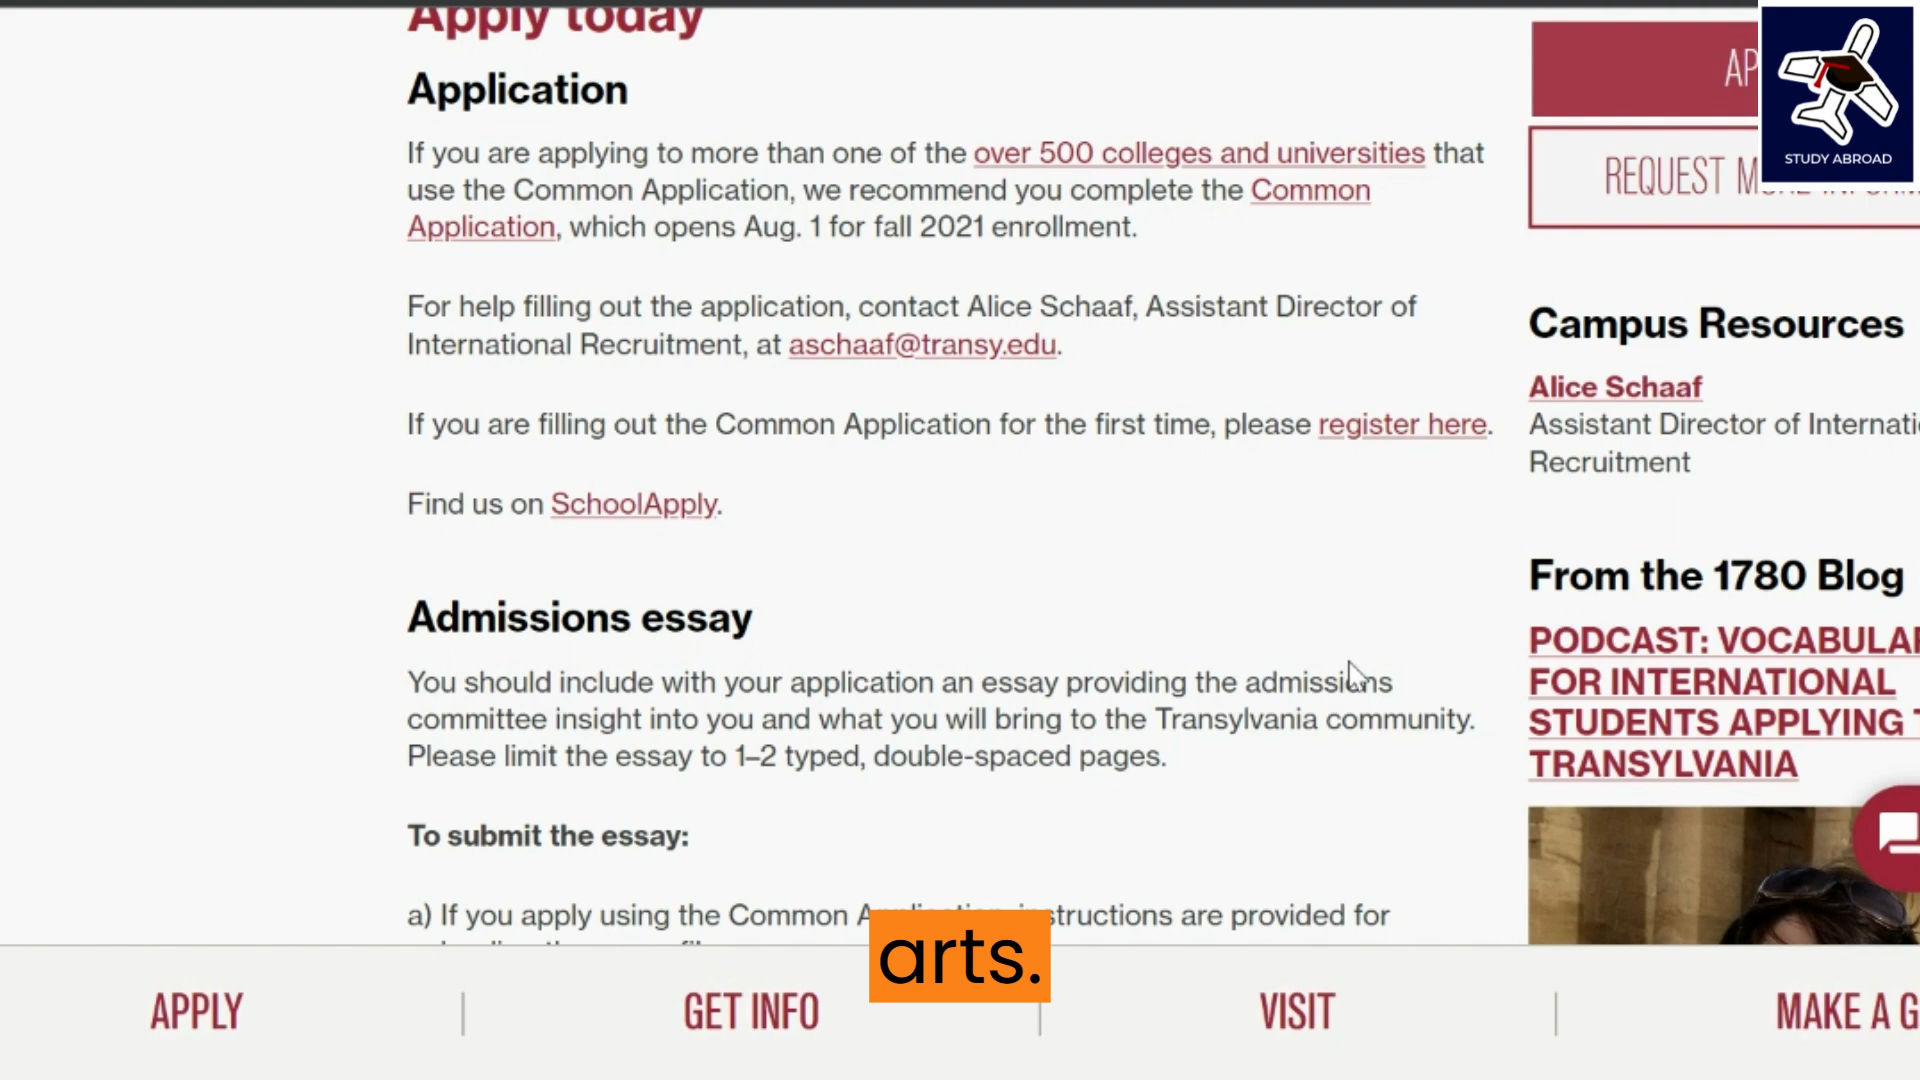 Apply today
Application
If you are applying to more than one of the over 500 colleges and universities that
use the Common Application, we recommend you complete the Common
Application, which opens Aug. 1 for fall 2021 enrollment.
For help filling out the application, contact Alice Schaaf, Assistant Director of
International Recruitment, at aschaaf@transy.edu.
If you are filling out the Common Application for the first time, please register here.
Find us on SchoolApply.
Admissions essay
You should include with your application an essay providing the admissions
committee insight into you and what you will bring to the Transylvania community.
Please limit the essay to 1–2 typed, double-spaced pages.
To submit the essay:
a) If you apply using the Common Application, instructions are provided for
arts.
AP
REQUEST MORE
STUDY ABROAD
Campus Resources
Alice Schaaf
Assistant Director of Internati
Recruitment
From the 1780 Blog
PODCAST: VOCABULAR
FOR INTERNATIONAL
STUDENTS APPLYING T
TRANSYLVANIA
APPLY
GET INFO
VISIT
MAKE A G